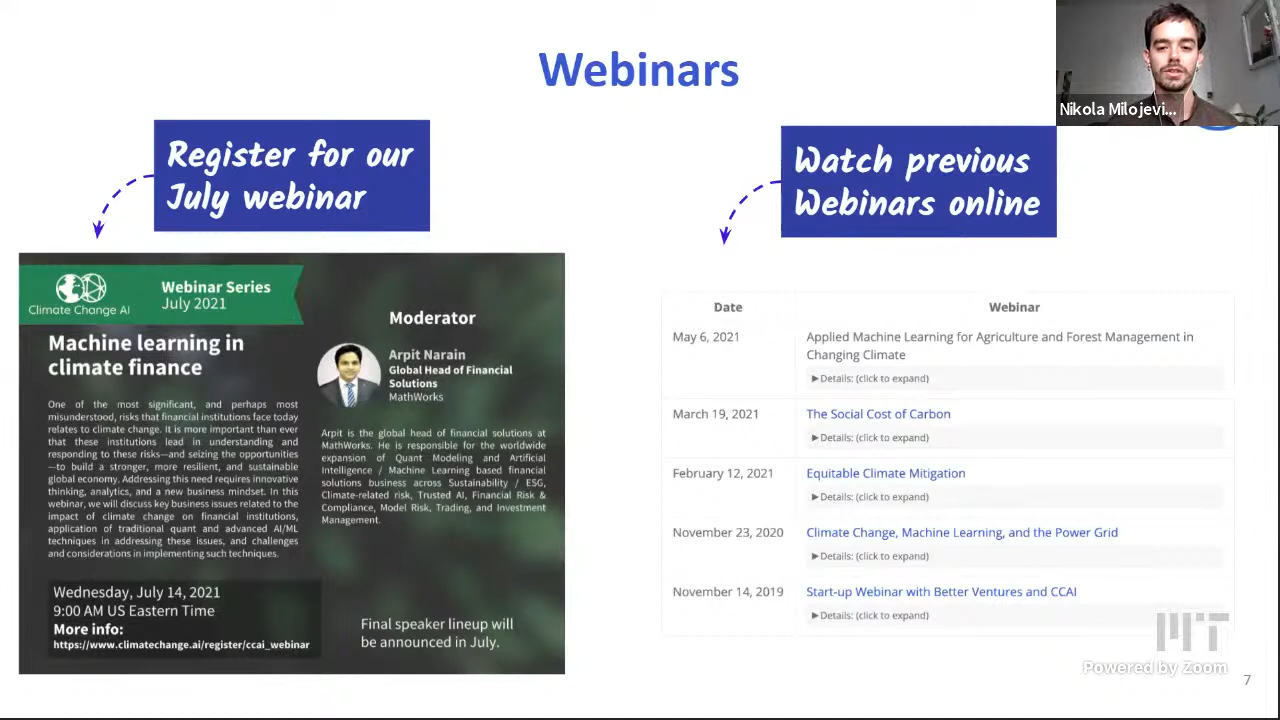 Webinars
Nikola Milojevi...
Register for our
July webinar
Watch previous
Webinars online
Climate Change AI
Webinar Series
July 2021
Machine learning in
climate finance
One of the most significant, and perhaps most
misunderstood, risks that financial institutions face today
relates to climate change. It is more important than ever
that these institutions lead in understanding and
responding to these risks—and seizing the opportunities
—to build a stronger, more resilient, and sustainable
global economy. Addressing this need requires innovative
thinking, analytics, and a new business mindset. In this
webinar, we will discuss key business issues related to the
impact of climate change on financial institutions,
application of traditional quant and advanced AI/ML
techniques in addressing these issues, and challenges
and considerations in implementing such techniques.
Wednesday, July 14, 2021
9:00 AM US Eastern Time
More info:
https://www.climatechange.ai/register/ccai_webinar
Moderator
Arpit Narain
Global Head of Financial
Solutions
MathWorks
Arpit is the global head of financial solutions at
MathWorks. He is responsible for the worldwide
expansion of Quant Modeling and Artificial
Intelligence / Machine Learning based financial
solutions business across Sustainability / ESG,
Climate-related risk, Trusted AI, Financial Risk &
Compliance, Model Risk, Trading, and Investment
Management.
Final speaker lineup will
be announced in July.
Date Webinar
May 6, 2021 Applied Machine Learning for Agriculture and Forest Management in
Changing Climate
►Details: (click to expand)
March 19, 2021 The Social Cost of Carbon
►Details: (click to expand)
February 12, 2021 Equitable Climate Mitigation
►Details: (click to expand)
November 23, 2020 Climate Change, Machine Learning, and the Power Grid
►Details: (click to expand)
November 14, 2019 Start-up Webinar with Better Ventures and CCAI
►Details: (click to expand)
MIT
Powered by Zoom
7